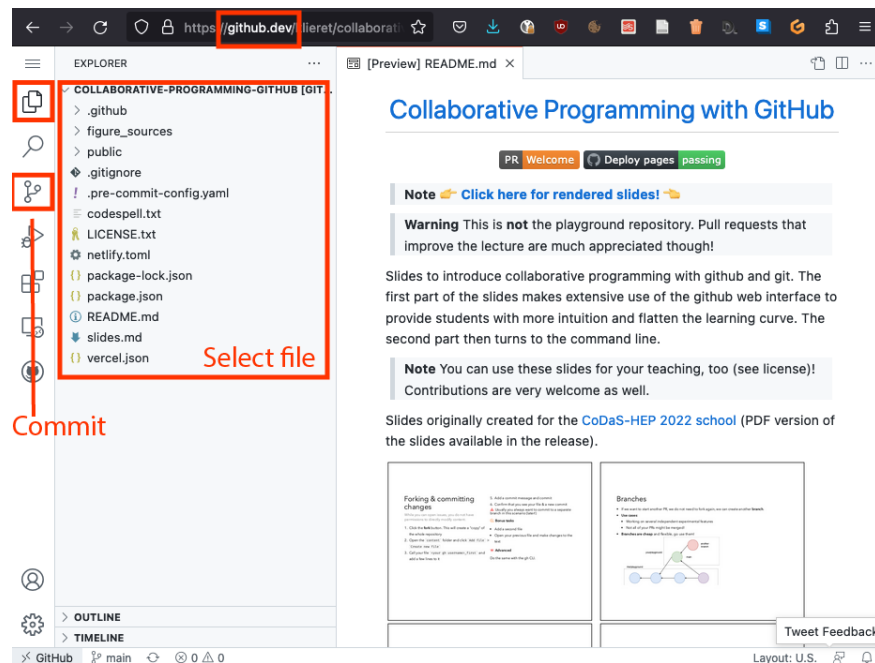 https://github.dev/klieret/collaborati
EXPLORER
[Preview] README.md
COLLABORATIVE-PROGRAMMING-GITHUB [GIT...
.github
figure_sources
public
.gitignore
.pre-commit-config.yaml
codespell.txt
LICENSE.txt
netlify.toml
package-lock.json
package.json
README.md
slides.md
vercel.json
Select file
Commit
OUTLINE
TIMELINE
Collaborative Programming with GitHub
PR Welcome Deploy pages passing
Note 👉 Click here for rendered slides! 👈
Warning This is not the playground repository. Pull requests that
improve the lecture are much appreciated though!
Slides to introduce collaborative programming with github and git. The
first part of the slides makes extensive use of the github web interface to
provide students with more intuition and flatten the learning curve. The
second part then turns to the command line.
Note You can use these slides for your teaching, too (see license)!
Contributions are very welcome as well.
Slides originally created for the CoDaS-HEP 2022 school (PDF version of
the slides available in the release).
Forking & committing
changes
Branches
Tweet Feedback
GitHub main 0 0
Layout: U.S.